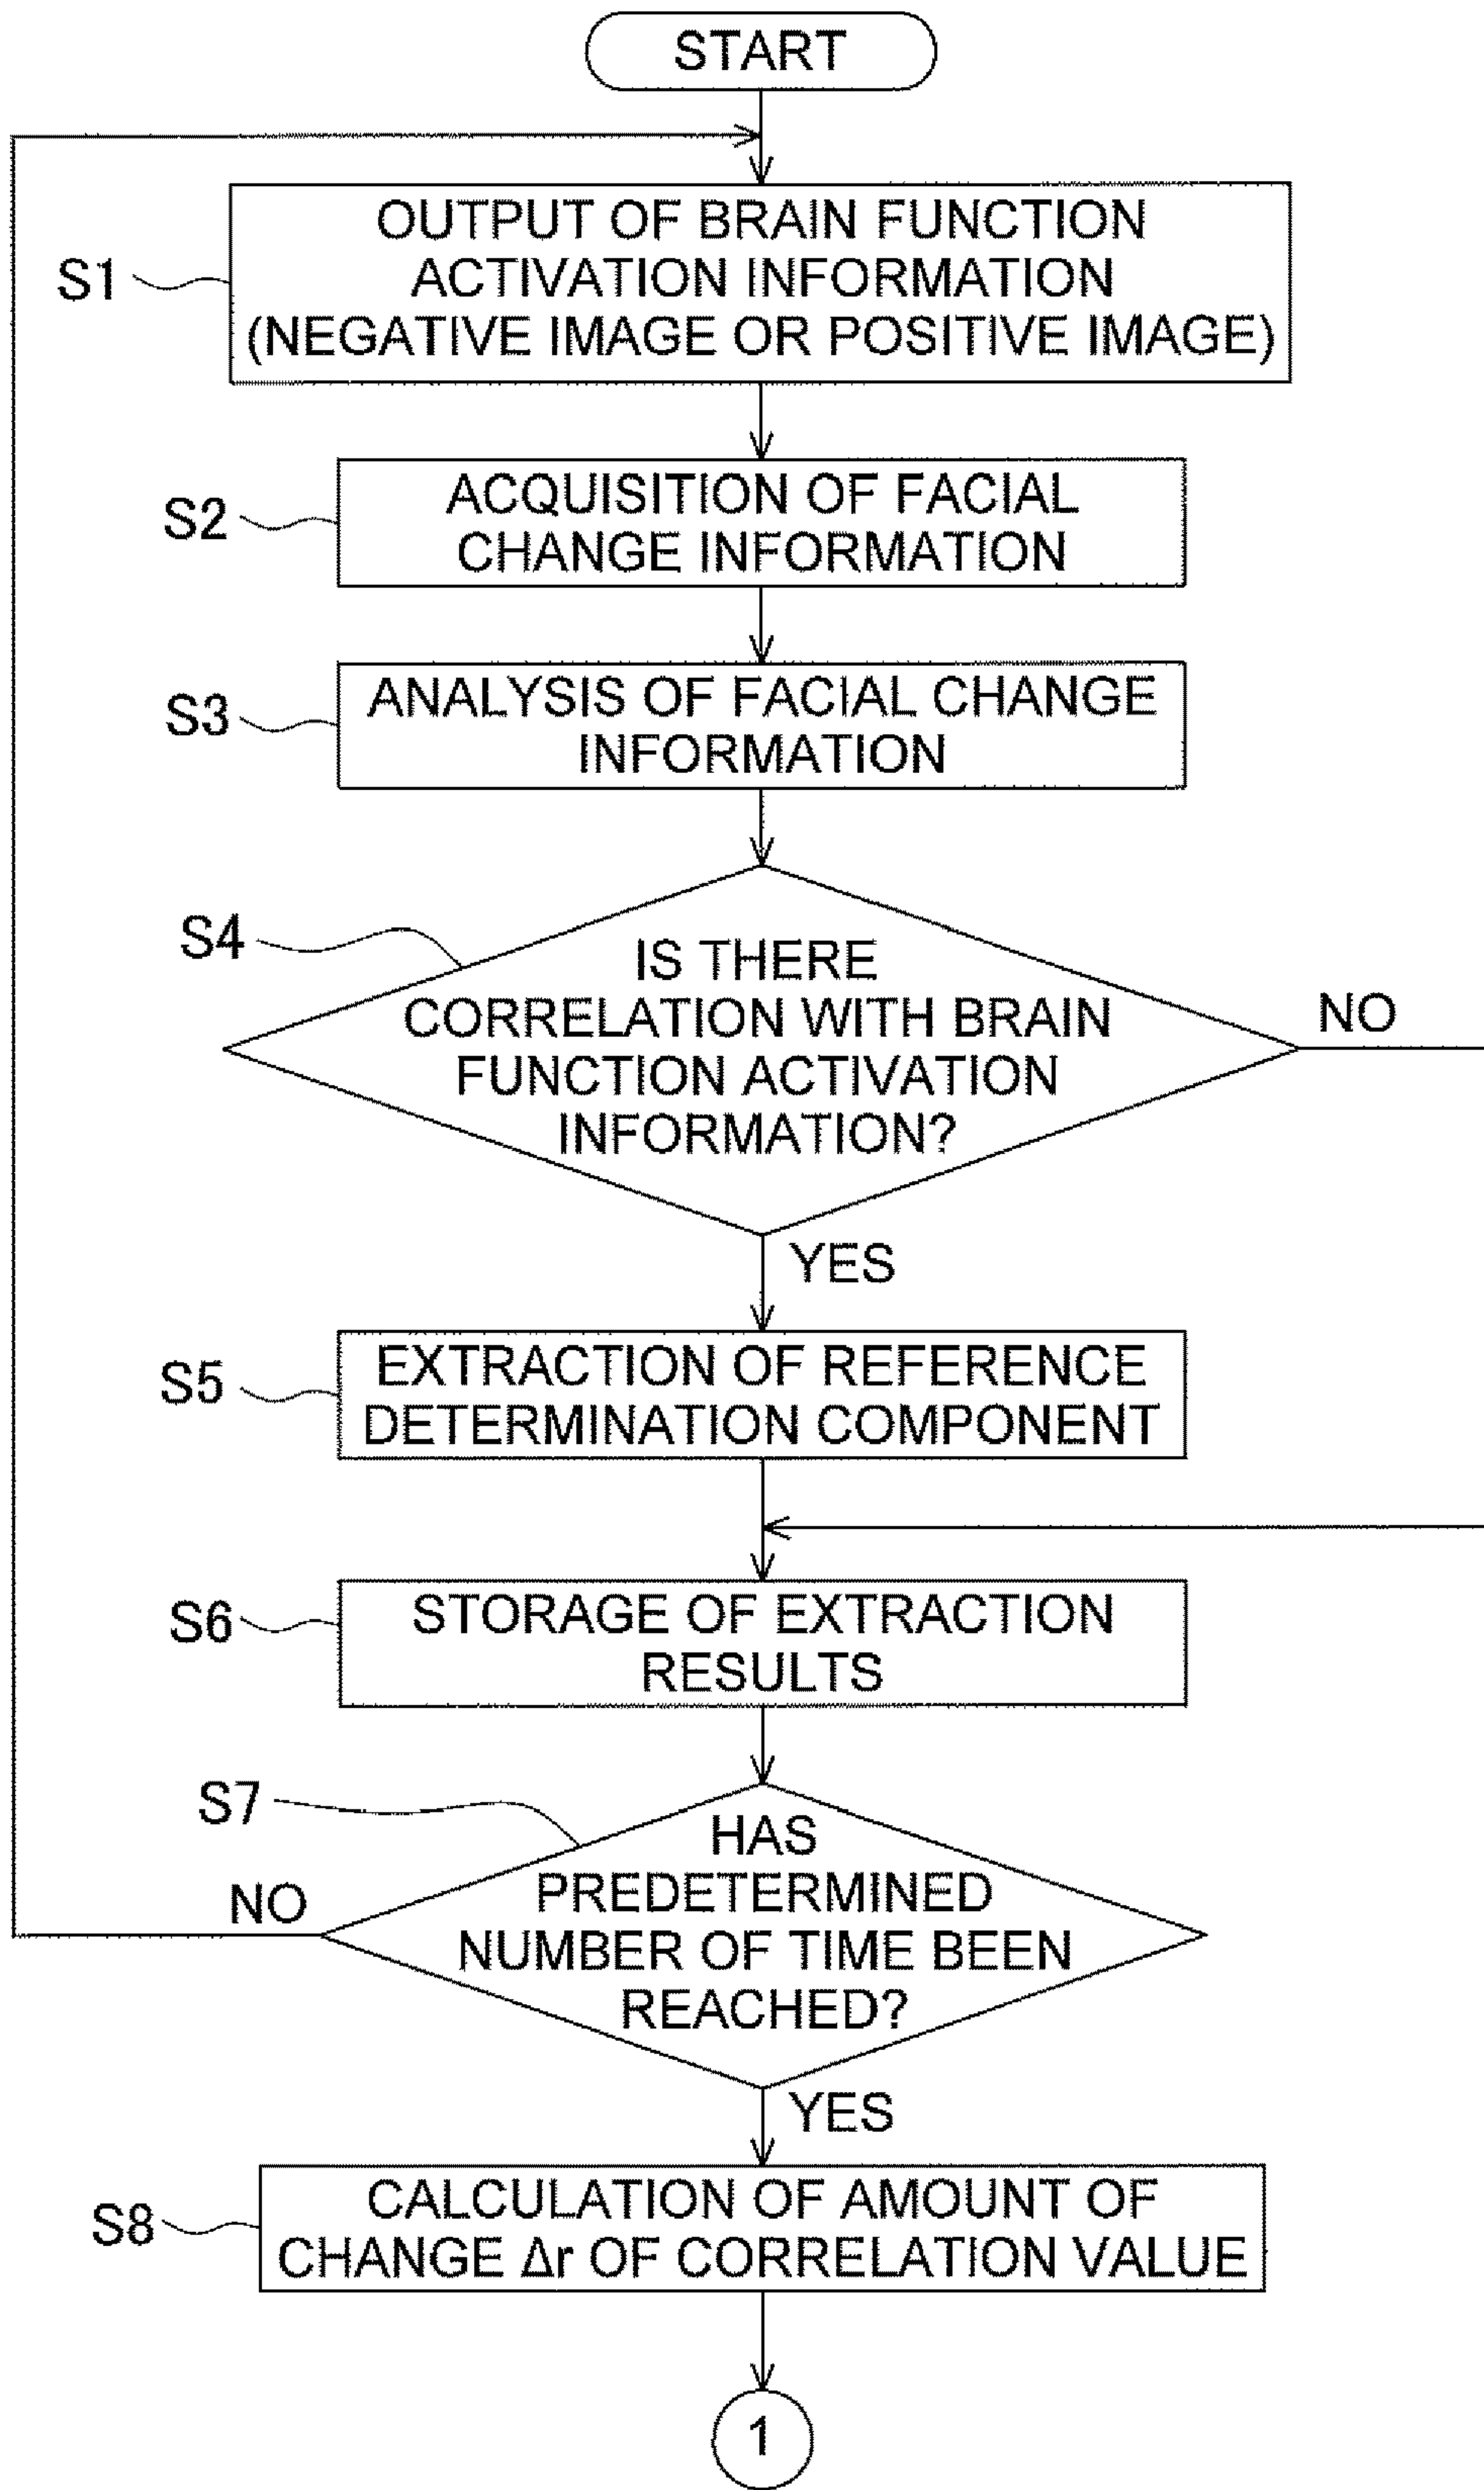 START
S1
OUTPUT OF BRAIN FUNCTION
ACTIVATION INFORMATION
(NEGATIVE IMAGE OR POSITIVE IMAGE)
S2
ACQUISITION OF FACIAL
CHANGE INFORMATION
S3
ANALYSIS OF FACIAL CHANGE
INFORMATION
S4
IS THERE
CORRELATION WITH BRAIN
FUNCTION ACTIVATION
INFORMATION?
NO
YES
S5
EXTRACTION OF REFERENCE
DETERMINATION COMPONENT
S6
STORAGE OF EXTRACTION
RESULTS
S7
HAS
PREDETERMINED
NUMBER OF TIME BEEN
REACHED?
NO
YES
S8
CALCULATION OF AMOUNT OF
CHANGE Δr OF CORRELATION VALUE
1